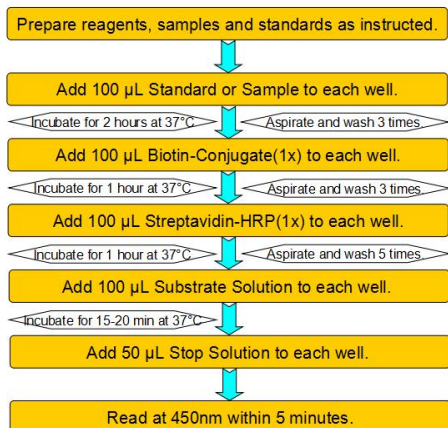 Prepare reagents, samples and standards as instructed.
Add 100 µL Standard or Sample to each well.
Incubate for 2 hours at 37°C
Aspirate and wash 3 times.
Add 100 µL Biotin-Conjugate(1x) to each well.
Incubate for 1 hour at 37°C
Aspirate and wash 3 times.
Add 100 µL Streptavidin-HRP(1x) to each well.
Incubate for 1 hour at 37°C
Aspirate and wash 5 times.
Add 100 µL Substrate Solution to each well.
Incubate for 15-20 min at 37°C
Add 50 µL Stop Solution to each well.
Read at 450nm within 5 minutes.